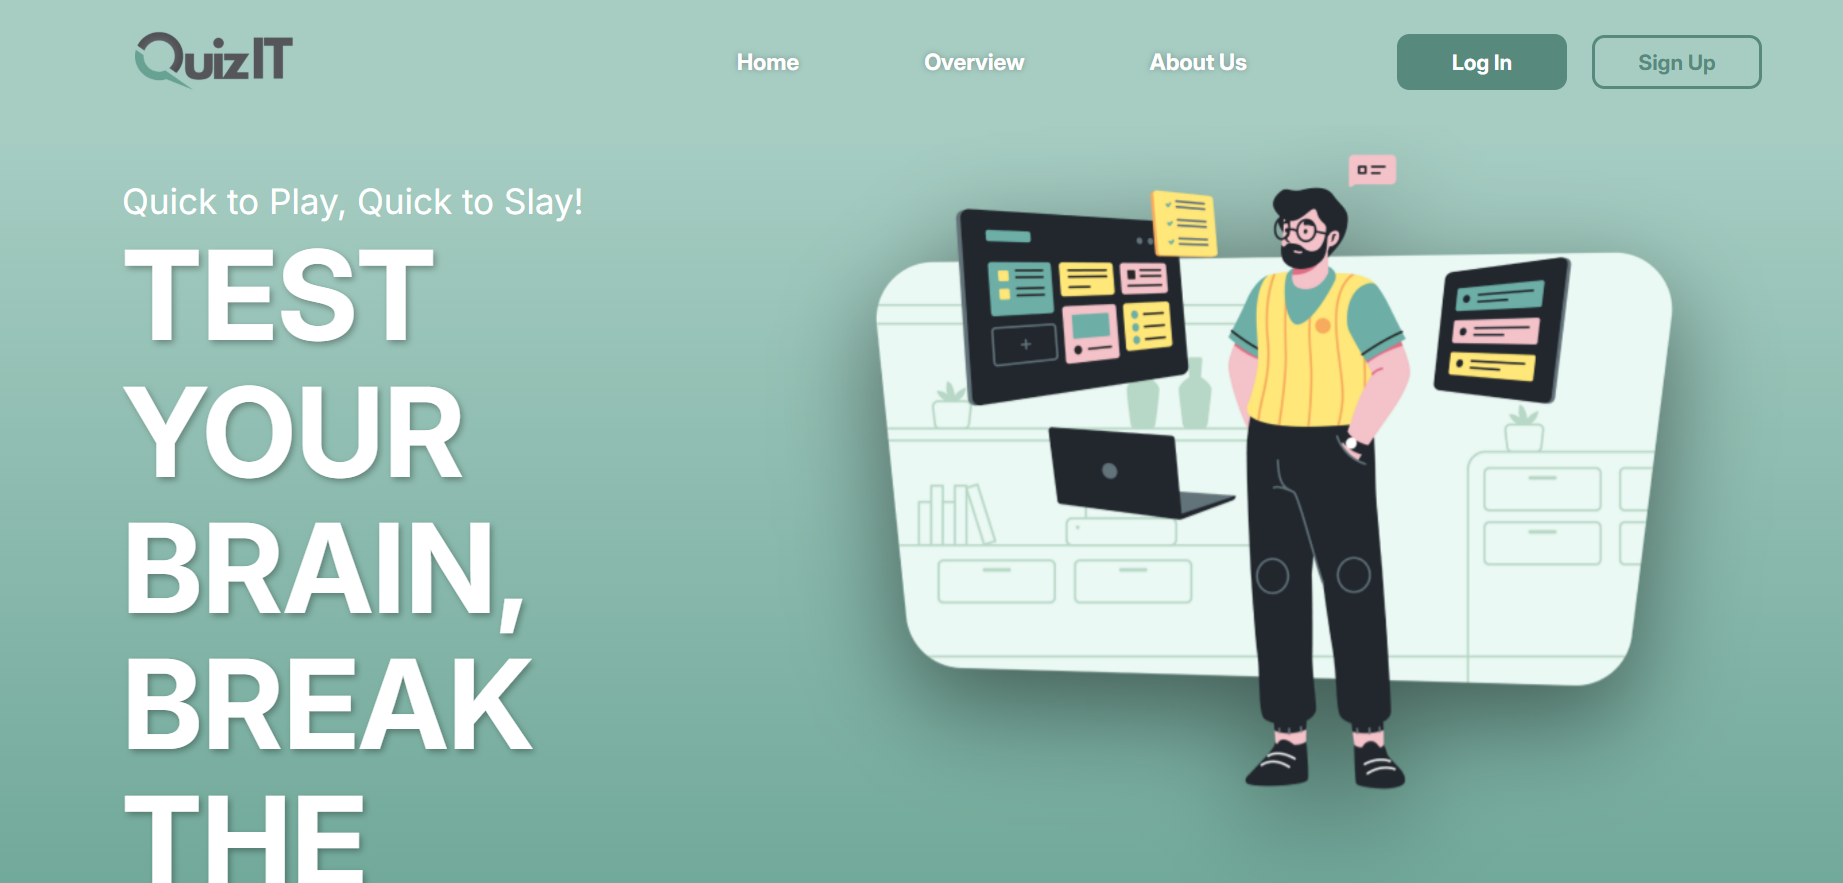 QuizIT
Home Overview About Us Log In Sign Up
Quick to Play, Quick to Slay!
TEST
YOUR
BRAIN,
BREAK
THE